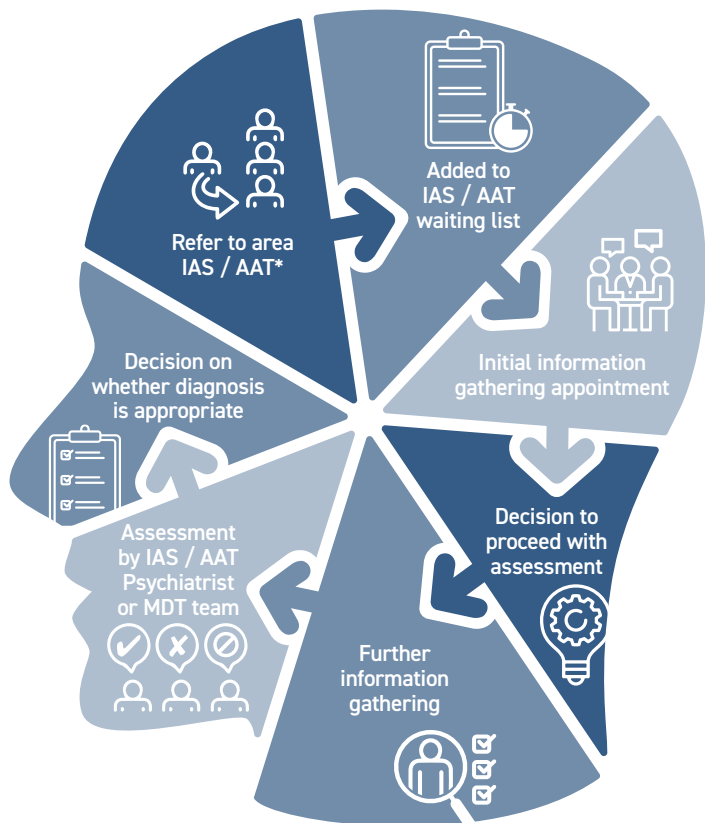 Refer to area
IAS / AAT*
Added to
IAS / AAT
waiting list
Initial information
gathering appointment
Decision to
proceed with
assessment
Further
information
gathering
Assessment
by IAS / AAT
Psychiatrist
or MDT team
Decision on
whether diagnosis
is appropriate